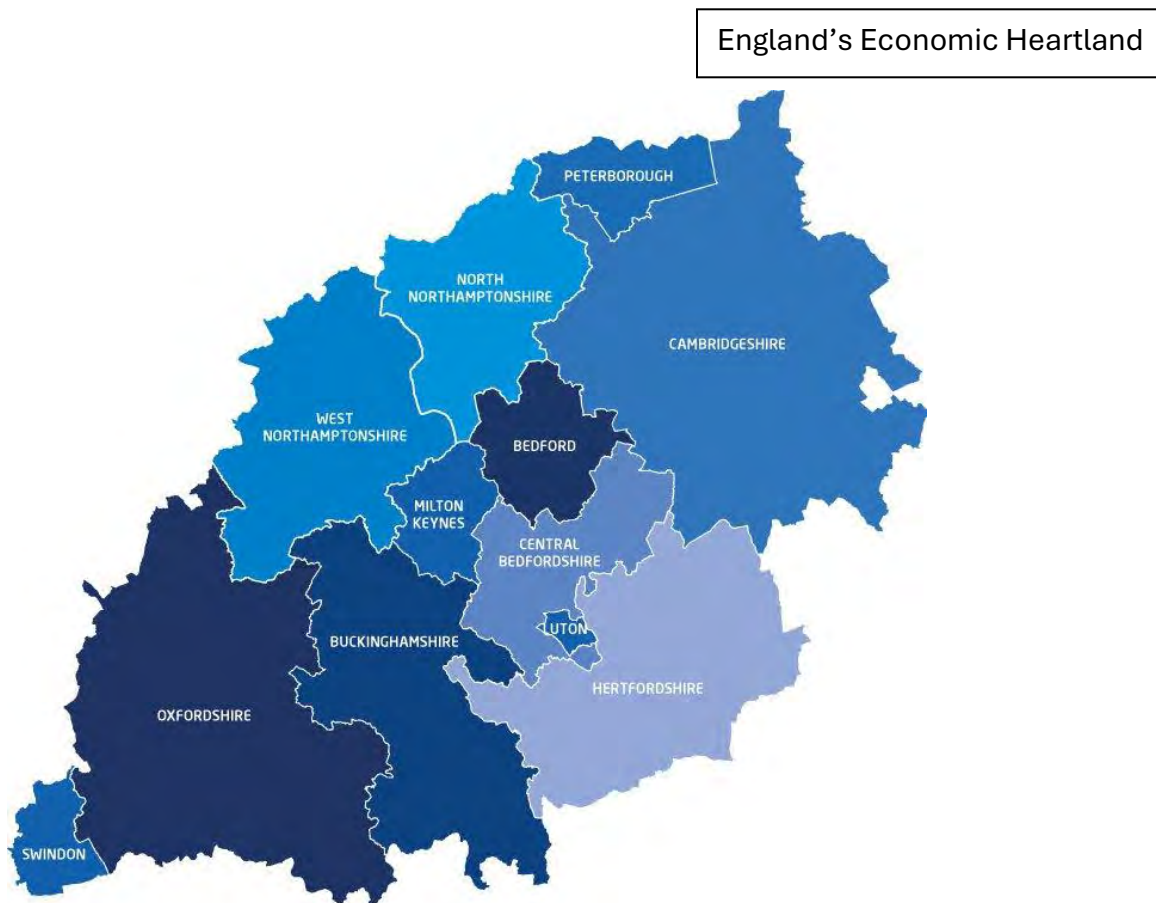 England’s Economic Heartland
PETERBOROUGH
NORTH
NORTHAMPTONSHIRE
CAMBRIDGESHIRE
WEST
NORTHAMPTONSHIRE
BEDFORD
MILTON
KEYNES
CENTRAL
BEDFORDSHIRE
LUTON
BUCKINGHAMSHIRE
HERTFORDSHIRE
OXFORDSHIRE
SWINDON